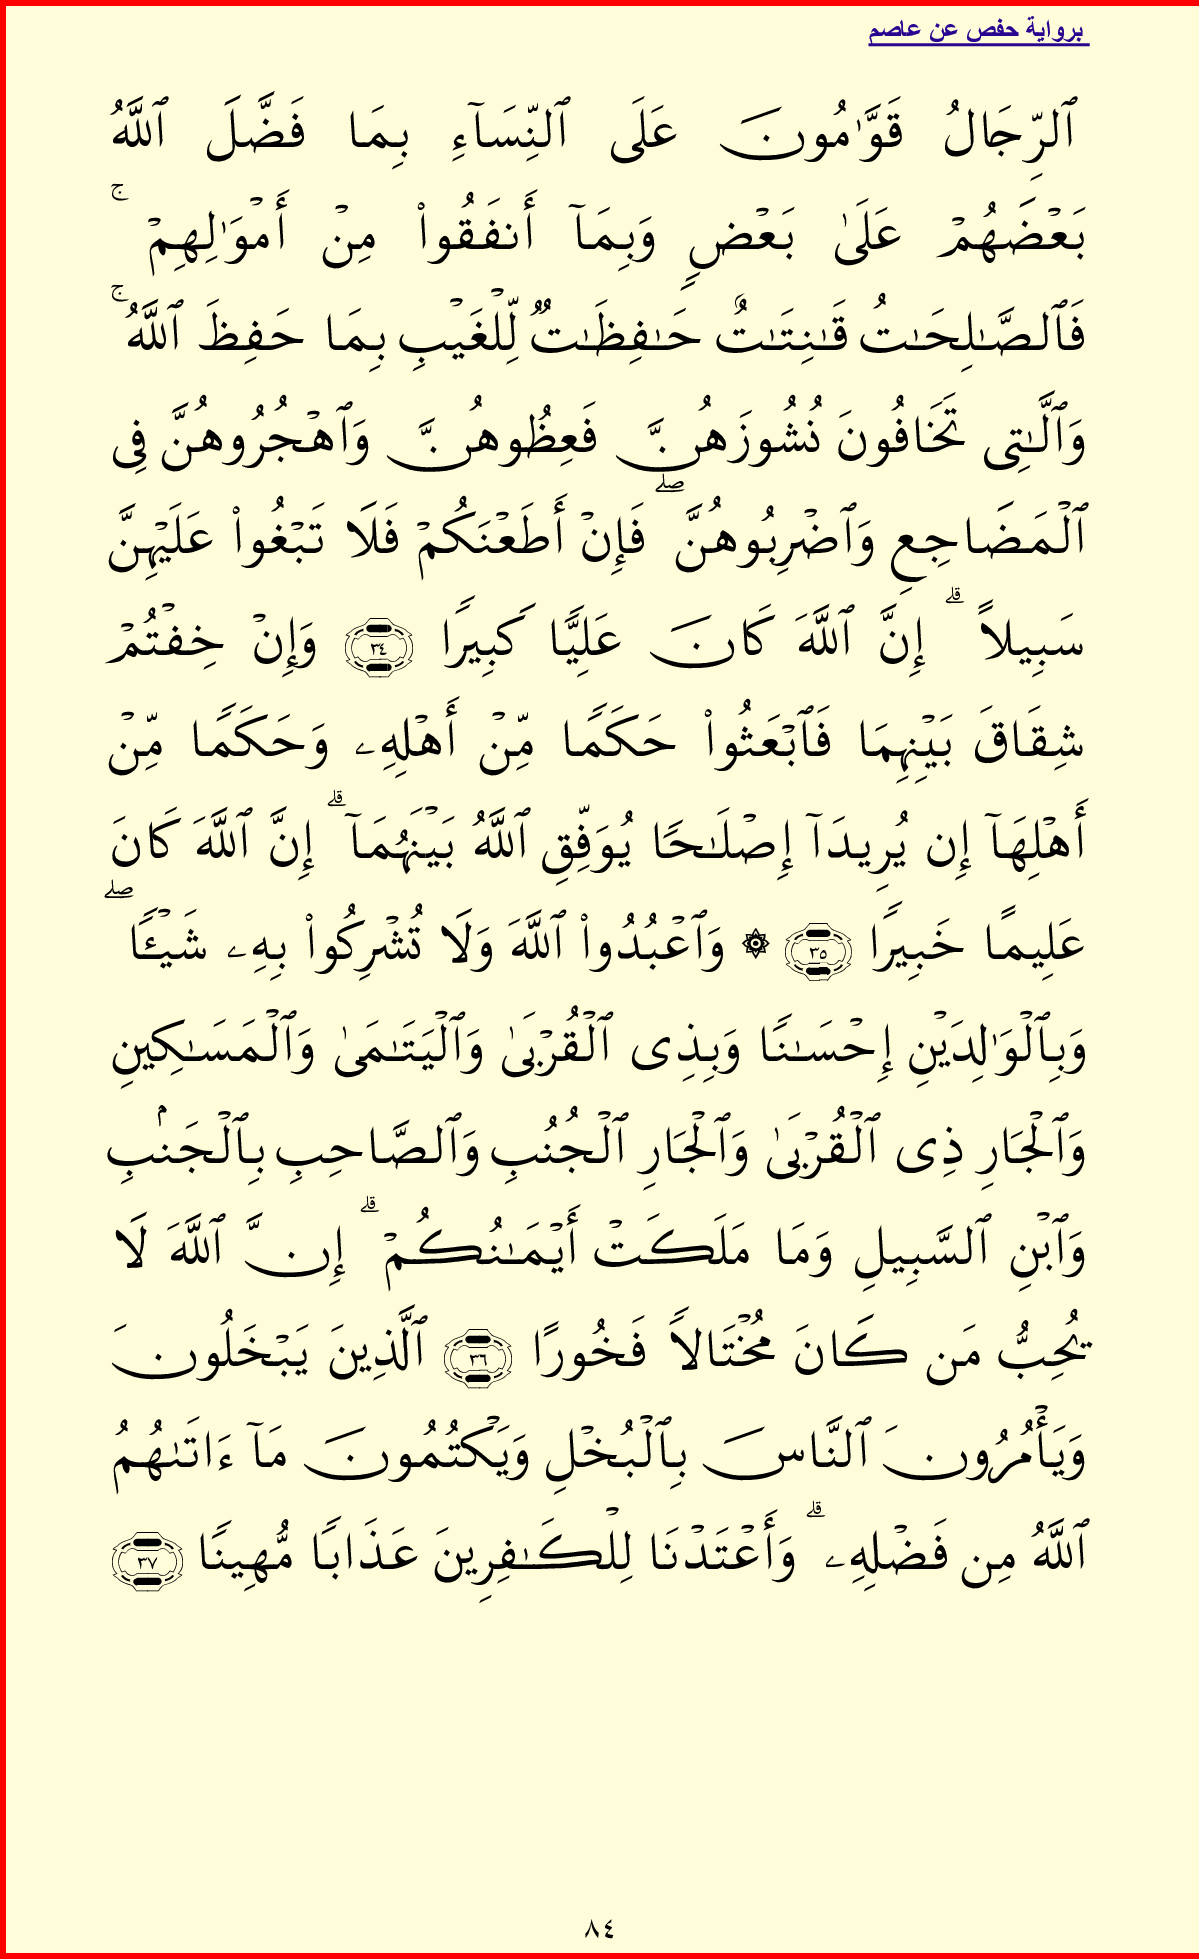 برواية حفص عن عاصم
ٱلرِّجَالُ قَوَّٰمُونَ عَلَى ٱلنِّسَآءِ بِمَا فَضَّلَ ٱللَّهُ
بَعْضَهُمْ عَلَىٰ بَعْضٍ وَبِمَآ أَنفَقُوا۟ مِنْ أَمْوَٰلِهِمْ ۚ
فَٱلصَّـٰلِحَـٰتُ قَـٰنِتَـٰتٌ حَـٰفِظَـٰتٌ لِّلْغَيْبِ بِمَا حَفِظَ ٱللَّهُ ۚ
وَٱلَّـٰتِى تَخَافُونَ نُشُوزَهُنَّ فَعِظُوهُنَّ وَٱهْجُرُوهُنَّ فِى
ٱلْمَضَاجِعِ وَٱضْرِبُوهُنَّ ۖ فَإِنْ أَطَعْنَكُمْ فَلَا تَبْغُوا۟ عَلَيْهِنَّ
سَبِيلاً ۗ إِنَّ ٱللَّهَ كَانَ عَلِيًّا كَبِيرًا ٣٤ وَإِنْ خِفْتُمْ
شِقَاقَ بَيْنِهِمَا فَٱبْعَثُوا۟ حَكَمًا مِّنْ أَهْلِهِۦ وَحَكَمًا مِّنْ
أَهْلِهَآ إِن يُرِيدَآ إِصْلَـٰحًا يُوَفِّقِ ٱللَّهُ بَيْنَهُمَآ ۗ إِنَّ ٱللَّهَ كَانَ
عَلِيمًا خَبِيرًا ٣٥ ۞ وَٱعْبُدُوا۟ ٱللَّهَ وَلَا تُشْرِكُوا۟ بِهِۦ شَيْـًٔا ۖ
وَبِٱلْوَٰلِدَيْنِ إِحْسَـٰنًا وَبِذِى ٱلْقُرْبَىٰ وَٱلْيَتَـٰمَىٰ وَٱلْمَسَـٰكِينِ
وَٱلْجَارِ ذِى ٱلْقُرْبَىٰ وَٱلْجَارِ ٱلْجُنُبِ وَٱلصَّاحِبِ بِٱلْجَنۢبِ
وَٱبْنِ ٱلسَّبِيلِ وَمَا مَلَكَتْ أَيْمَـٰنُكُمْ ۗ إِنَّ ٱللَّهَ لَا
يُحِبُّ مَن كَانَ مُخْتَالاً فَخُورًا ٣٦ ٱلَّذِينَ يَبْخَلُونَ
وَيَأْمُرُونَ ٱلنَّاسَ بِٱلْبُخْلِ وَيَكْتُمُونَ مَآ ءَاتَـٰهُمُ
ٱللَّهُ مِن فَضْلِهِۦ ۗ وَأَعْتَدْنَا لِلْكَـٰفِرِينَ عَذَابًا مُّهِينًا ٣٧
٨٤